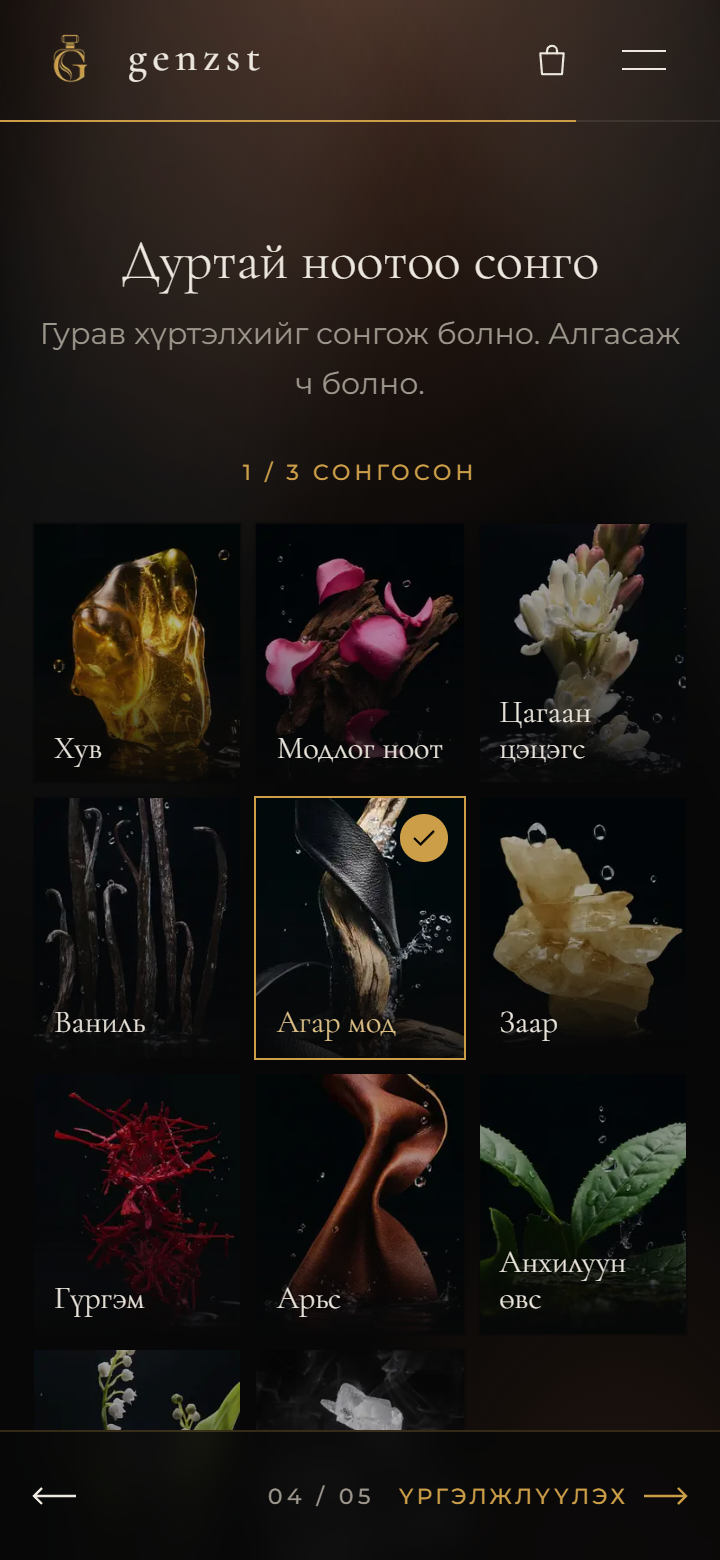 genzst
Дуртай ноотоо сонго
Гурав хүртэлхийг сонгож болно. Алгасаж
ч болно.
1 / 3 СОНГОСОН
Хув
Модлог ноот
Цагаан
цэцэгс
Ваниль
Агар мод
Заар
Гүргэм
Арьс
Анхилуун
өвс
04 / 05 ҮРГЭЛЖЛҮҮЛЭХ